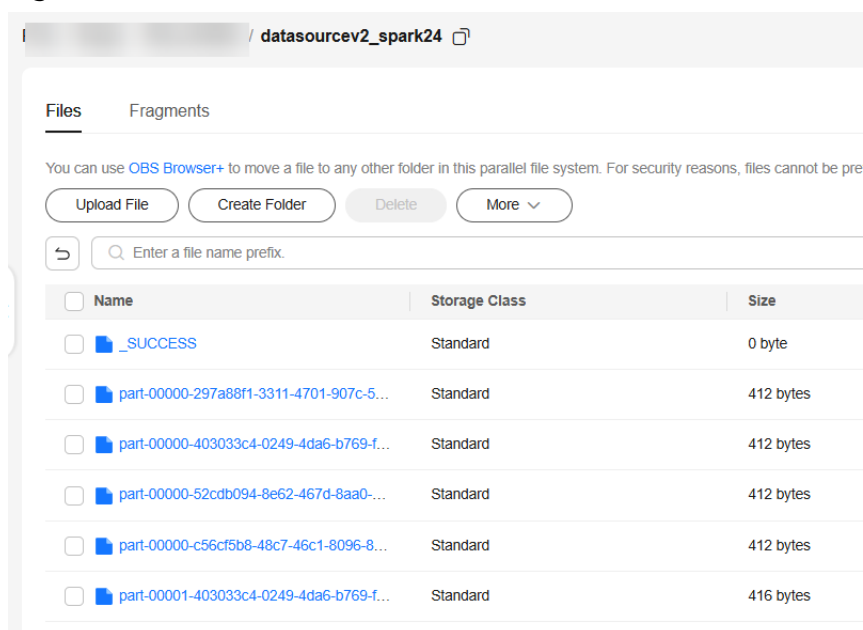 / datasourcev2_spark24
Files Fragments
You can use OBS Browser+ to move a file to any other folder in this parallel file system. For security reasons, files cannot be pre
Upload File Create Folder Delete More
Enter a file name prefix.
Name Storage Class Size
_SUCCESS Standard 0 byte
part-00000-297a88f1-3311-4701-907c-5... Standard 412 bytes
part-00000-403033c4-0249-4da6-b769-f... Standard 412 bytes
part-00000-52cdb094-8e62-467d-8aa0-... Standard 412 bytes
part-00000-c56cf5b8-48c7-46c1-8096-8... Standard 412 bytes
part-00001-403033c4-0249-4da6-b769-f... Standard 416 bytes